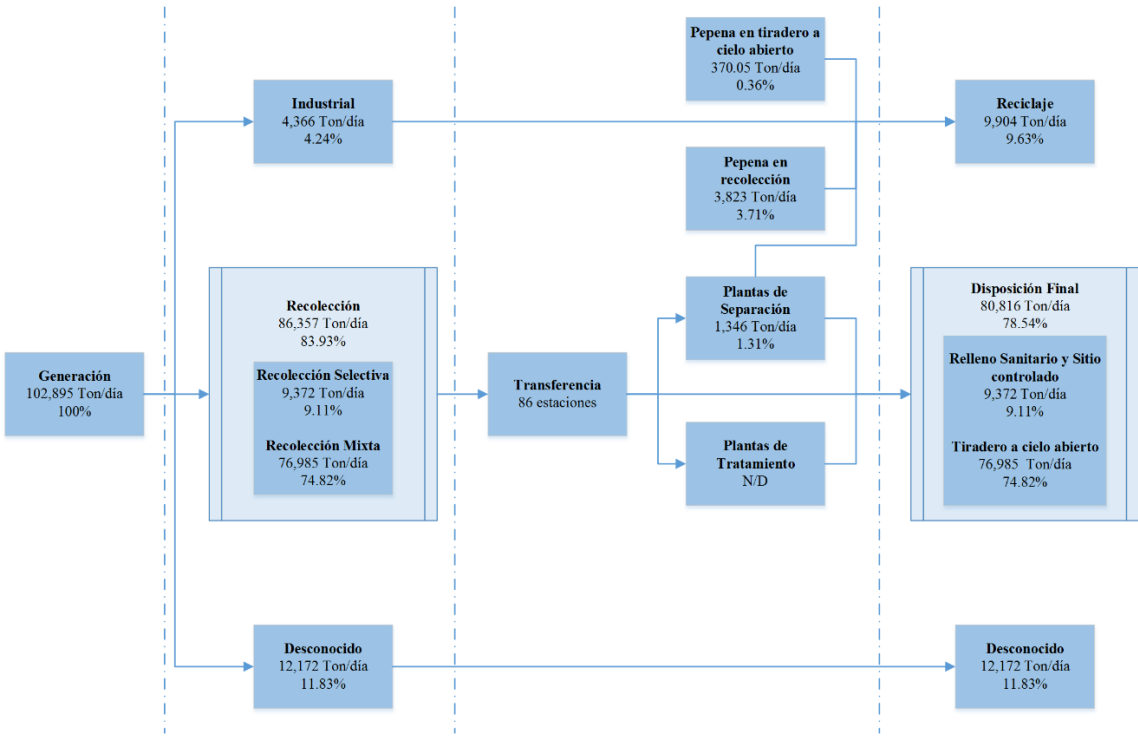 Generación
102,895 Ton/día
100%
Industrial
4,366 Ton/día
4.24%
Recolección
86,357 Ton/día
83.93%
Recolección Selectiva
9,372 Ton/día
9.11%
Recolección Mixta
76,985 Ton/día
74.82%
Desconocido
12,172 Ton/día
11.83%
Transferencia
86 estaciones
Pepena en tiradero a
cielo abierto
370.05 Ton/día
0.36%
Pepena en
recolección
3,823 Ton/día
3.71%
Plantas de
Separación
1,346 Ton/día
1.31%
Plantas de
Tratamiento
N/D
Reciclaje
9,904 Ton/día
9.63%
Disposición Final
80,816 Ton/día
78.54%
Relleno Sanitario y Sitio
controlado
9,372 Ton/día
9.11%
Tiradero a cielo abierto
76,985 Ton/día
74.82%
Desconocido
12,172 Ton/día
11.83%